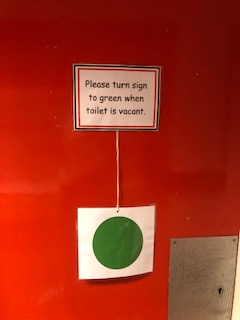 Please turn sign
to green when
toilet is vacant.